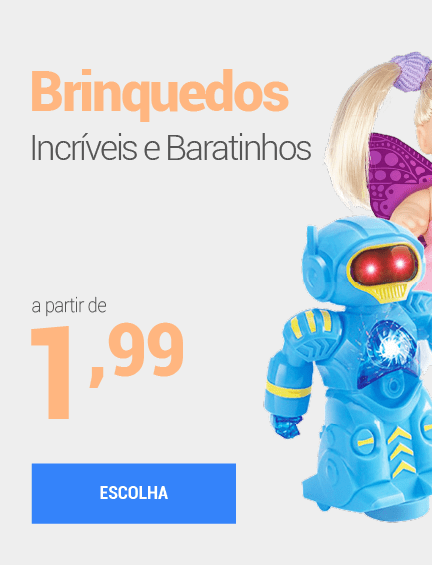 Brinquedos
Incríveis e Baratinhos
a partir de
1,99
ESCOLHA